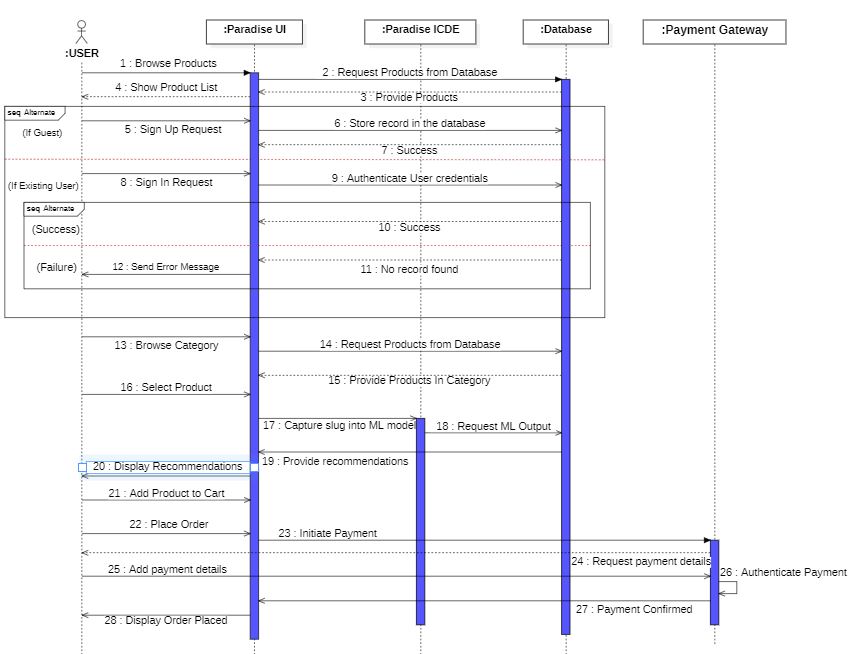 :Paradise UI
:Paradise ICDE
:Database
:Payment Gateway
:USER
1 : Browse Products
2 : Request Products from Database
4 : Show Product List
3 : Provide Products
seq Alternate
(If Guest)
5 : Sign Up Request
6 : Store record in the database
7 : Success
(If Existing User)
8 : Sign In Request
9 : Authenticate User credentials
seq Alternate
(Success)
10 : Success
(Failure)
12 : Send Error Message
11 : No record found
13 : Browse Category
14 : Request Products from Database
15 : Provide Products In Category
16 : Select Product
17 : Capture slug into ML model
18 : Request ML Output
19 : Provide recommendations
20 : Display Recommendations
21 : Add Product to Cart
22 : Place Order
23 : Initiate Payment
24 : Request payment details
25 : Add payment details
26 : Authenticate Payment
27 : Payment Confirmed
28 : Display Order Placed